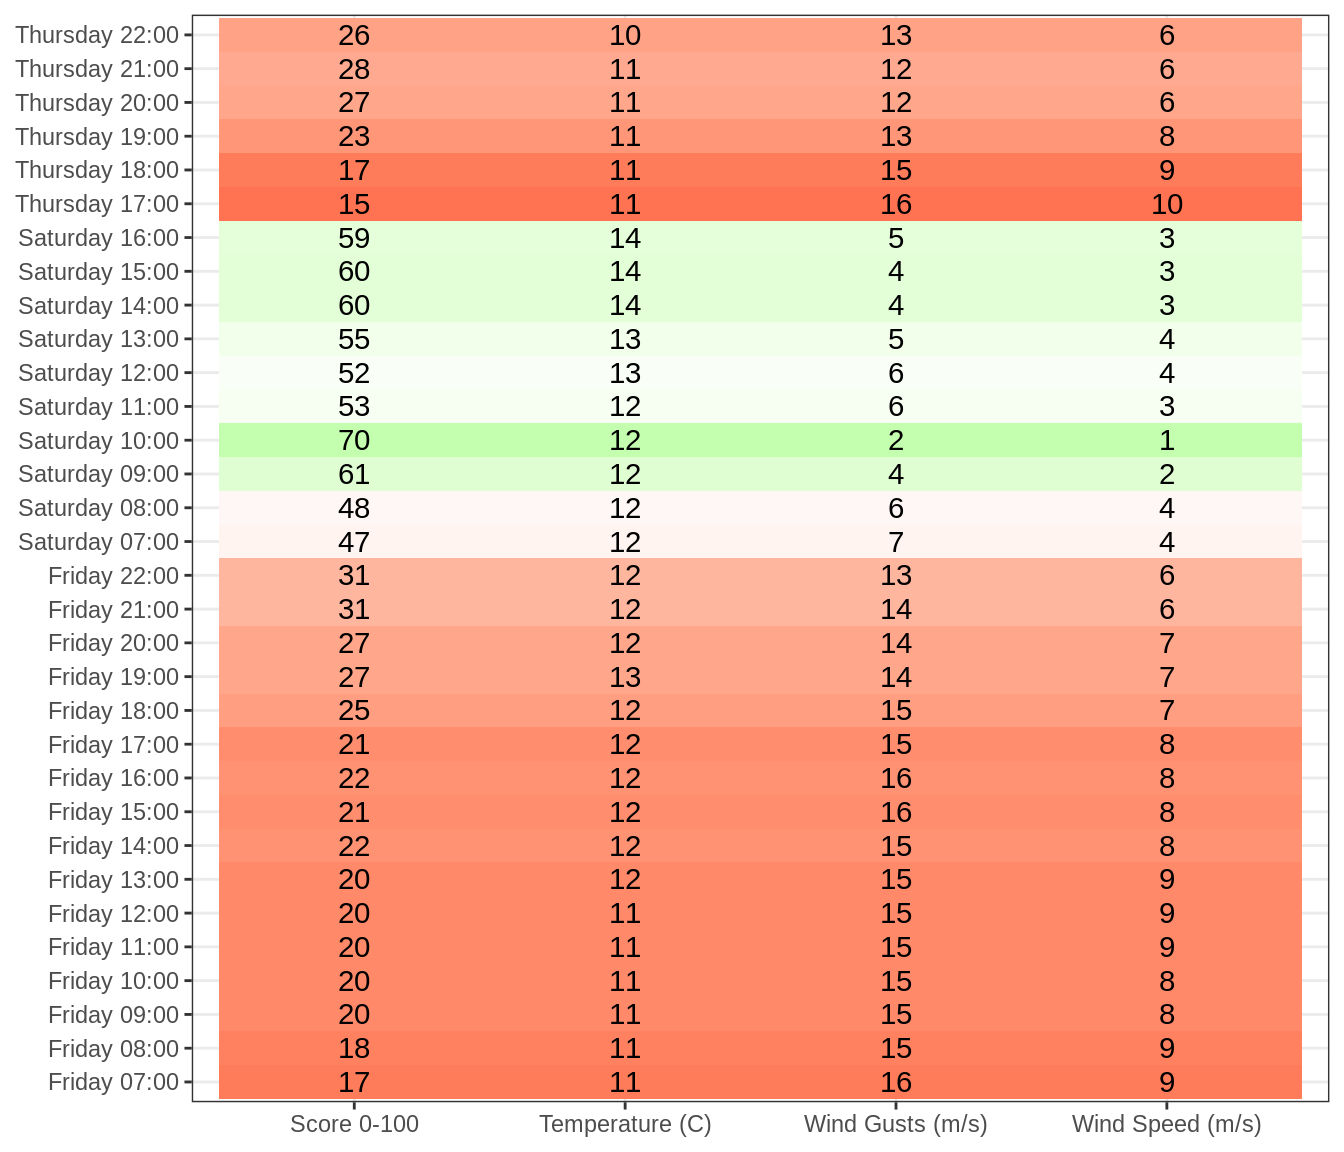 Thursday 22:00 26 10 13 6
Thursday 21:00 28 11 12 6
Thursday 20:00 27 11 12 6
Thursday 19:00 23 11 13 8
Thursday 18:00 17 11 15 9
Thursday 17:00 15 11 16 10
Saturday 16:00 59 14 5 3
Saturday 15:00 60 14 4 3
Saturday 14:00 60 14 4 3
Saturday 13:00 55 13 5 4
Saturday 12:00 52 13 6 4
Saturday 11:00 53 12 6 3
Saturday 10:00 70 12 2 1
Saturday 09:00 61 12 4 2
Saturday 08:00 48 12 6 4
Saturday 07:00 47 12 7 4
Friday 22:00 31 12 13 6
Friday 21:00 31 12 14 6
Friday 20:00 27 12 14 7
Friday 19:00 27 13 14 7
Friday 18:00 25 12 15 7
Friday 17:00 21 12 15 8
Friday 16:00 22 12 16 8
Friday 15:00 21 12 16 8
Friday 14:00 22 12 15 8
Friday 13:00 20 12 15 9
Friday 12:00 20 11 15 9
Friday 11:00 20 11 15 9
Friday 10:00 20 11 15 8
Friday 09:00 20 11 15 8
Friday 08:00 18 11 15 9
Friday 07:00 17 11 16 9
Score 0-100 Temperature (C) Wind Gusts (m/s) Wind Speed (m/s)